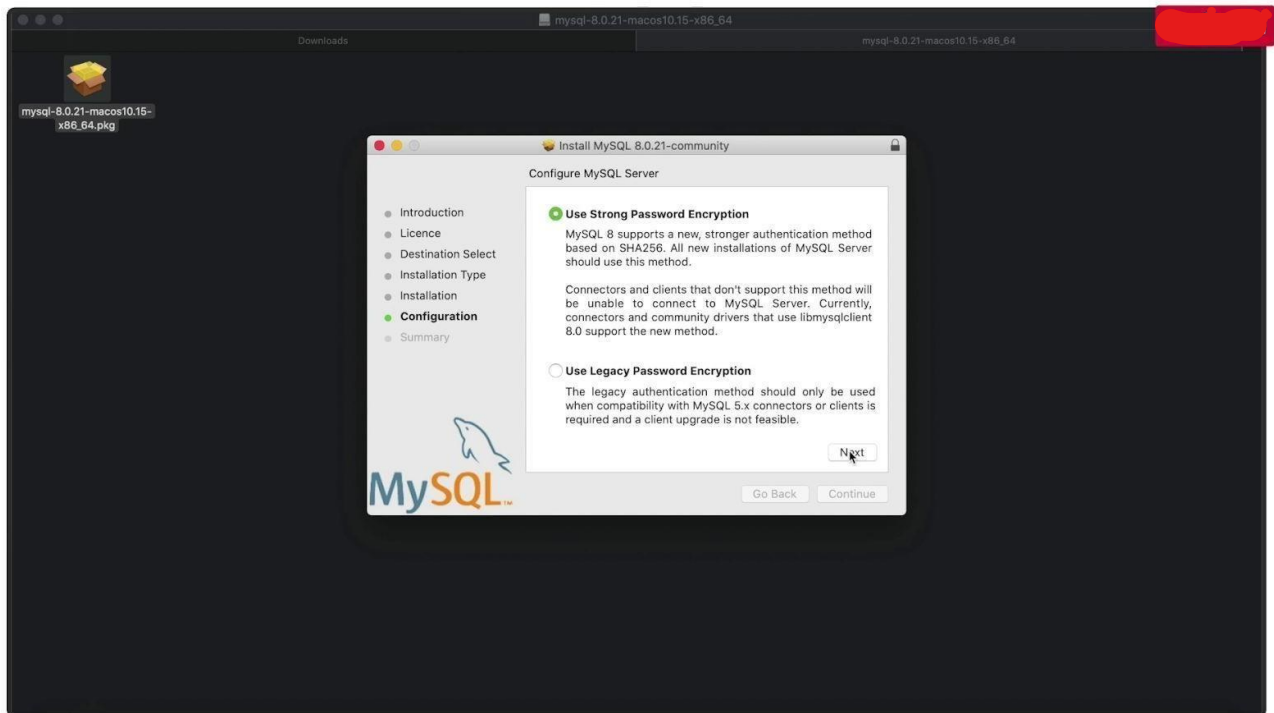 mysql-8.0.21-macos10.15-x86_64
Downloads
mysql-8.0.21-macos10.15-x86_64
mysql-8.0.21-macos10.15-
x86_64.pkg
Install MySQL 8.0.21-community
Configure MySQL Server
Introduction
Licence
Destination Select
Installation Type
Installation
Configuration
Summary
Use Strong Password Encryption
MySQL 8 supports a new, stronger authentication method
based on SHA256. All new installations of MySQL Server
should use this method.
Connectors and clients that don't support this method will
be unable to connect to MySQL Server. Currently,
connectors and community drivers that use libmysqlclient
8.0 support the new method.
Use Legacy Password Encryption
The legacy authentication method should only be used
when compatibility with MySQL 5.x connectors or clients is
required and a client upgrade is not feasible.
Next
MySQL™
Go Back
Continue